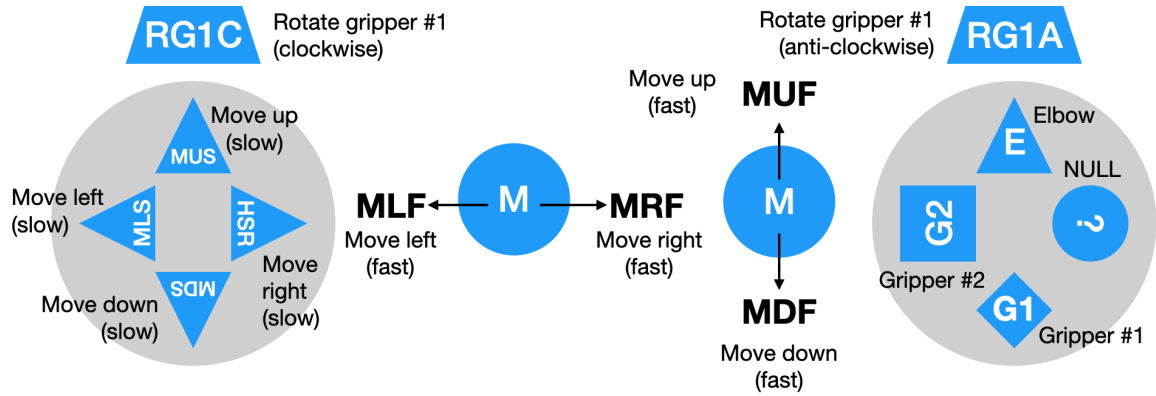 RG1C
Rotate gripper #1
(clockwise)
Rotate gripper #1
(anti-clockwise)
RG1A
Move up
(slow)
MUS
Move left
(slow)
MLS
HSR
Move
right
(slow)
MDS
Move down
(slow)
MLF
Move left
(fast)
M
MRF
Move right
(fast)
Move up
(fast)
MUF
M
MDF
Move down
(fast)
Elbow
E
NULL
?
G2
Gripper #2
G1
Gripper #1